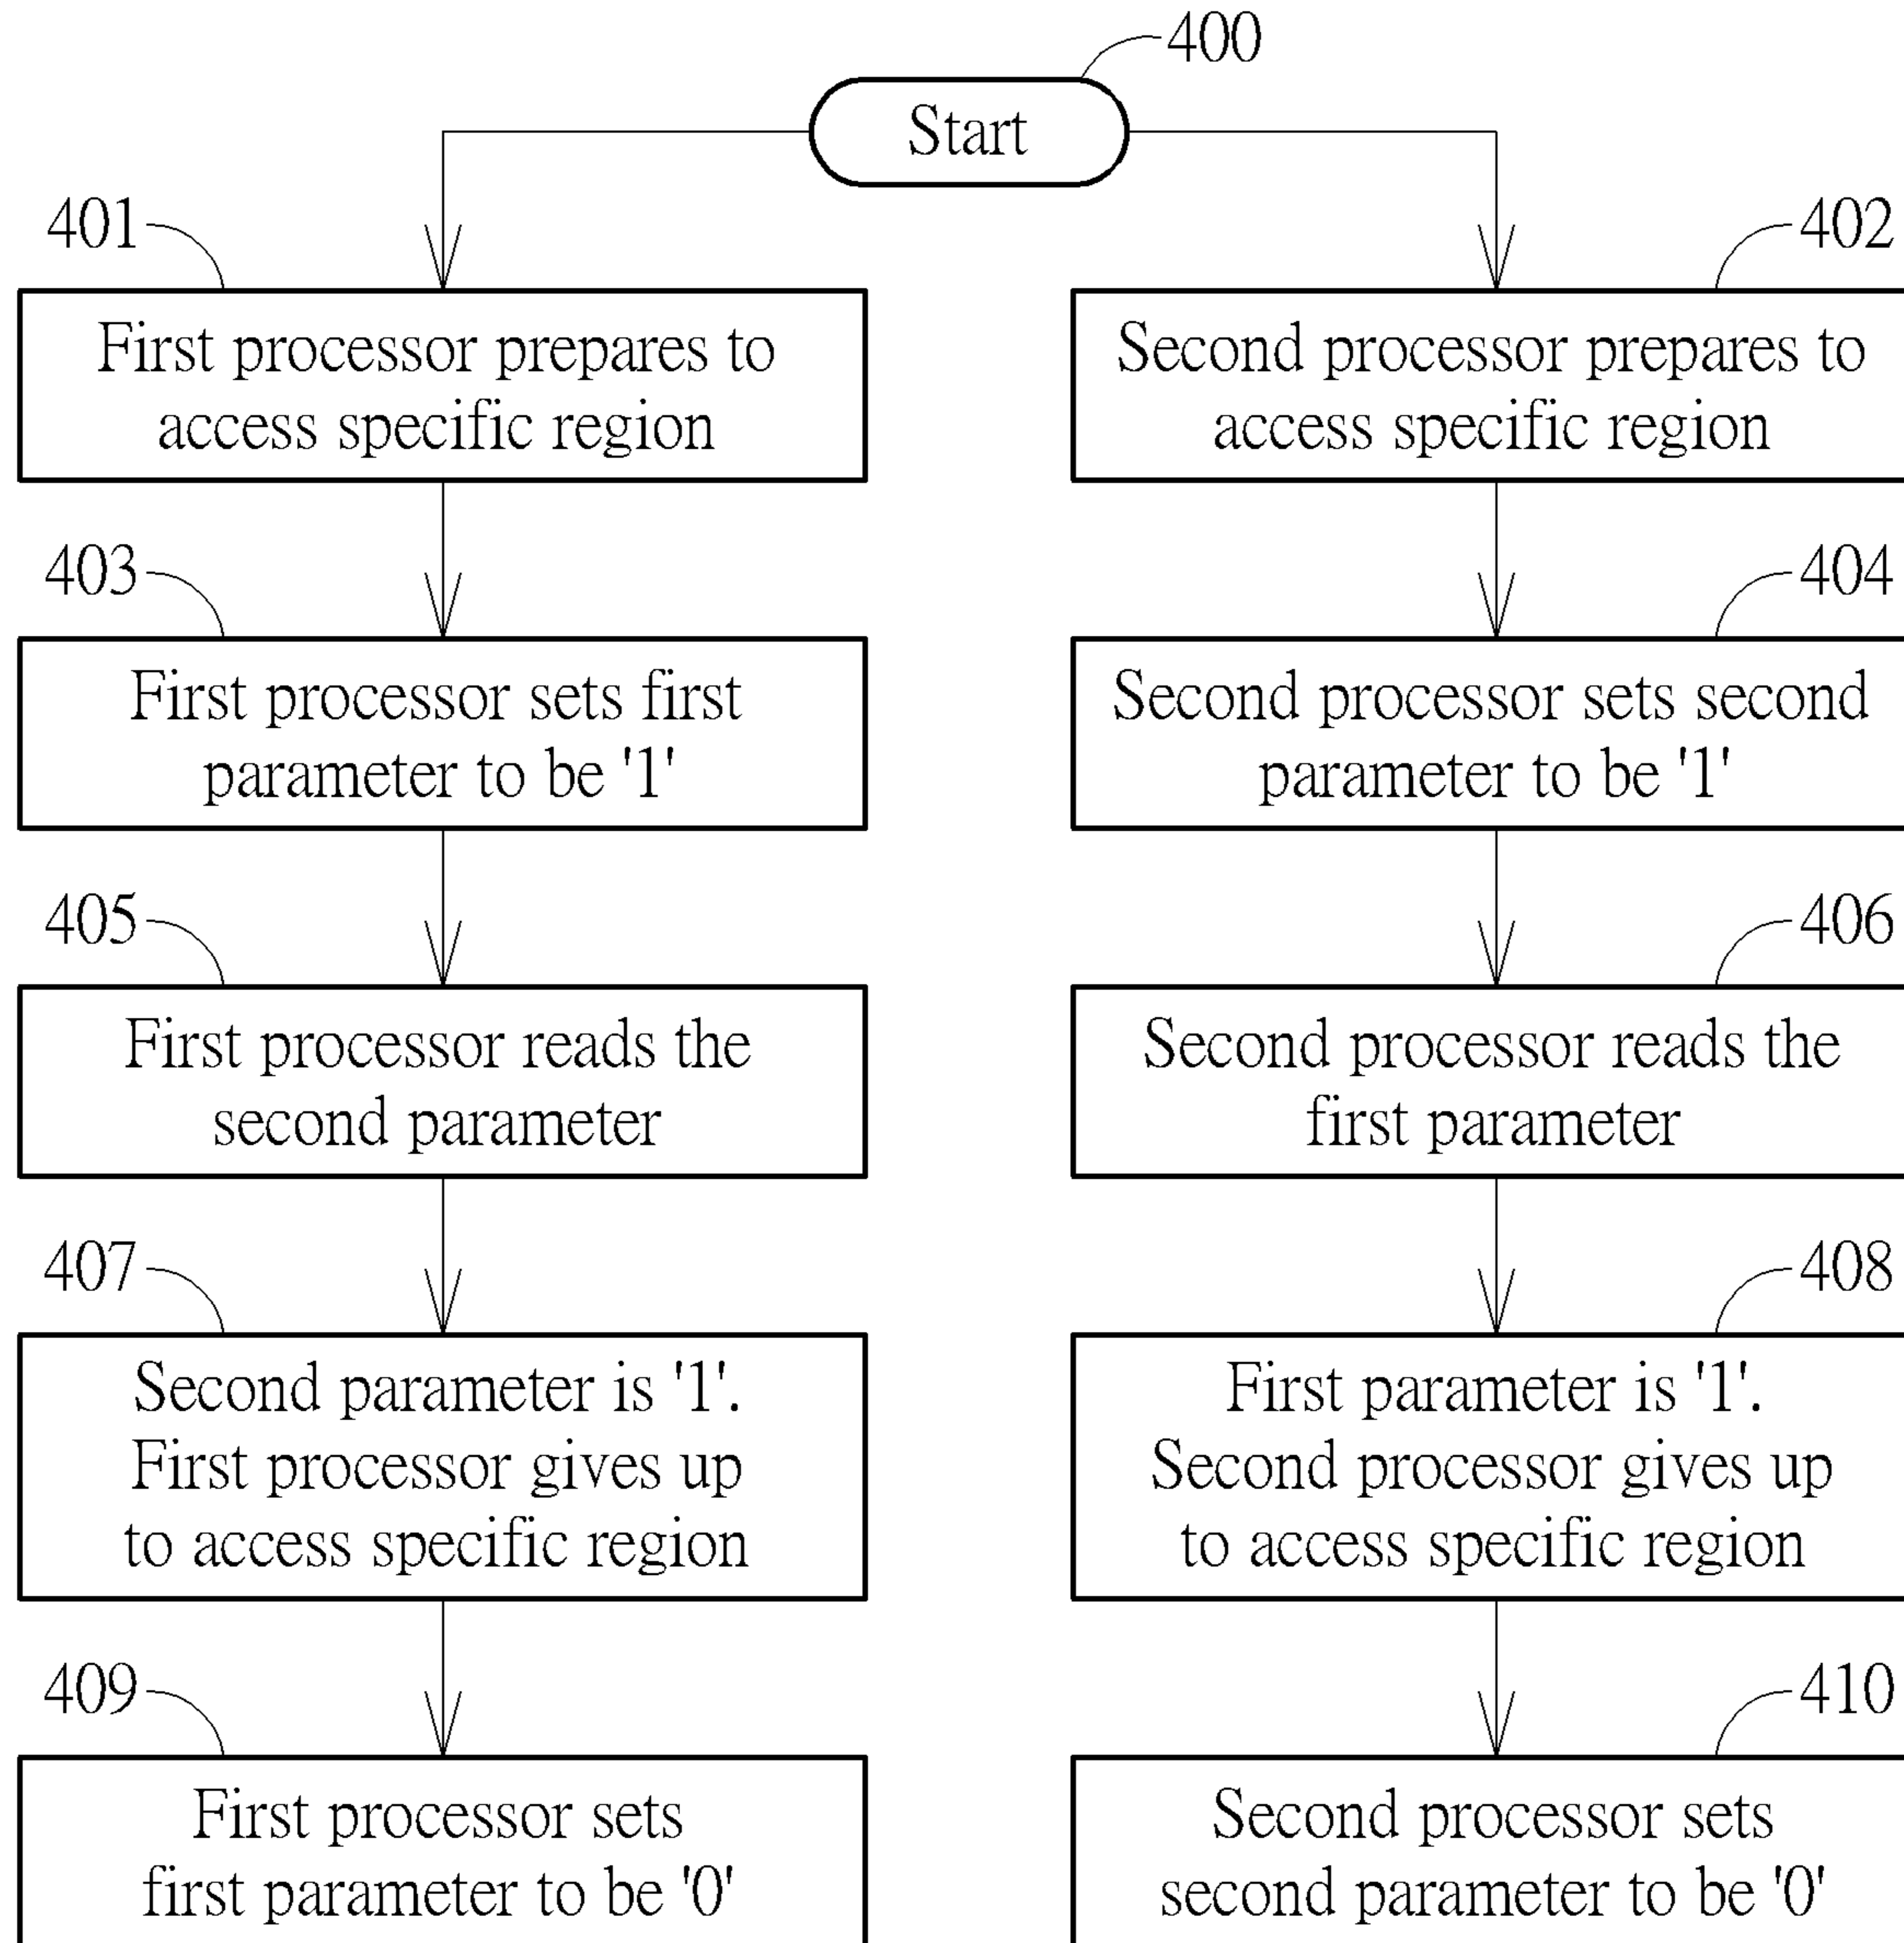 400
Start
401
402
First processor prepares to
access specific region
Second processor prepares to
access specific region
403
404
First processor sets first
parameter to be '1'
Second processor sets second
parameter to be '1'
405
406
First processor reads the
second parameter
Second processor reads the
first parameter
407
408
Second parameter is '1'.
First processor gives up
to access specific region
First parameter is '1'.
Second processor gives up
to access specific region
409
410
First processor sets
first parameter to be '0'
Second processor sets
second parameter to be '0'